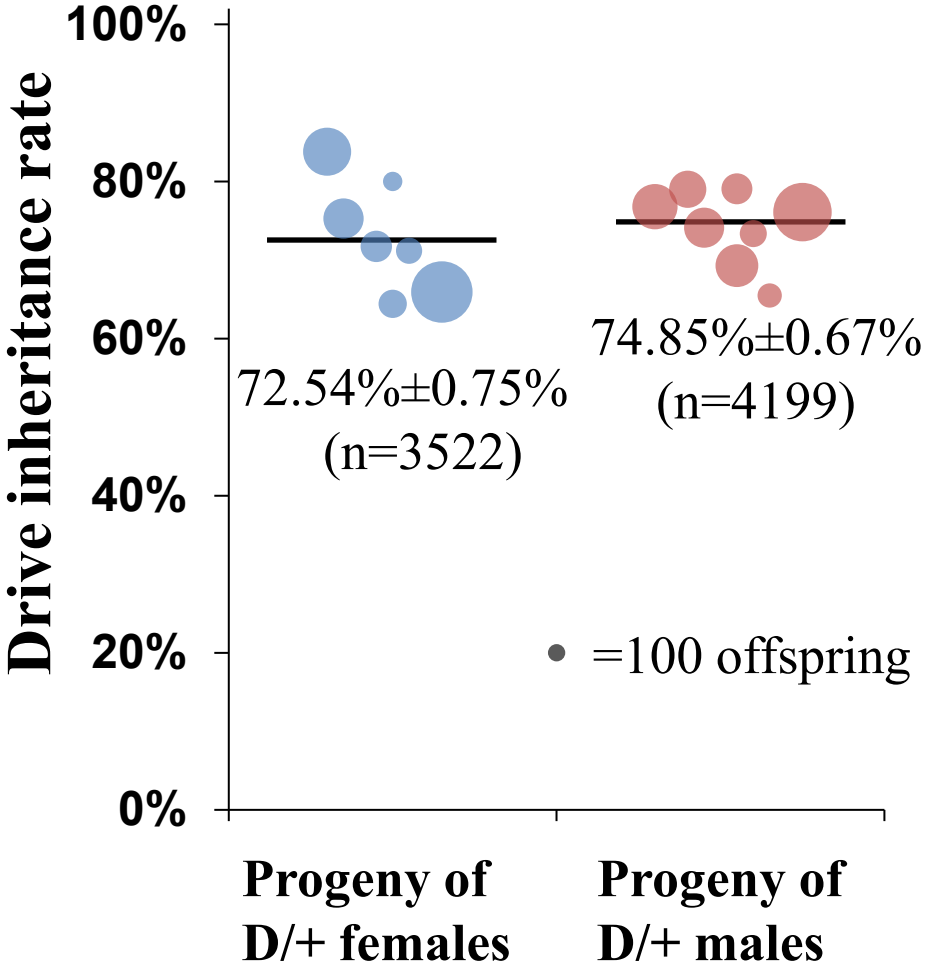 100%
80%
60%
40%
20%
0%
Drive inheritance rate
72.54%±0.75%
(n=3522)
74.85%±0.67%
(n=4199)
=100 offspring
Progeny of
D/+ females
Progeny of
D/+ males